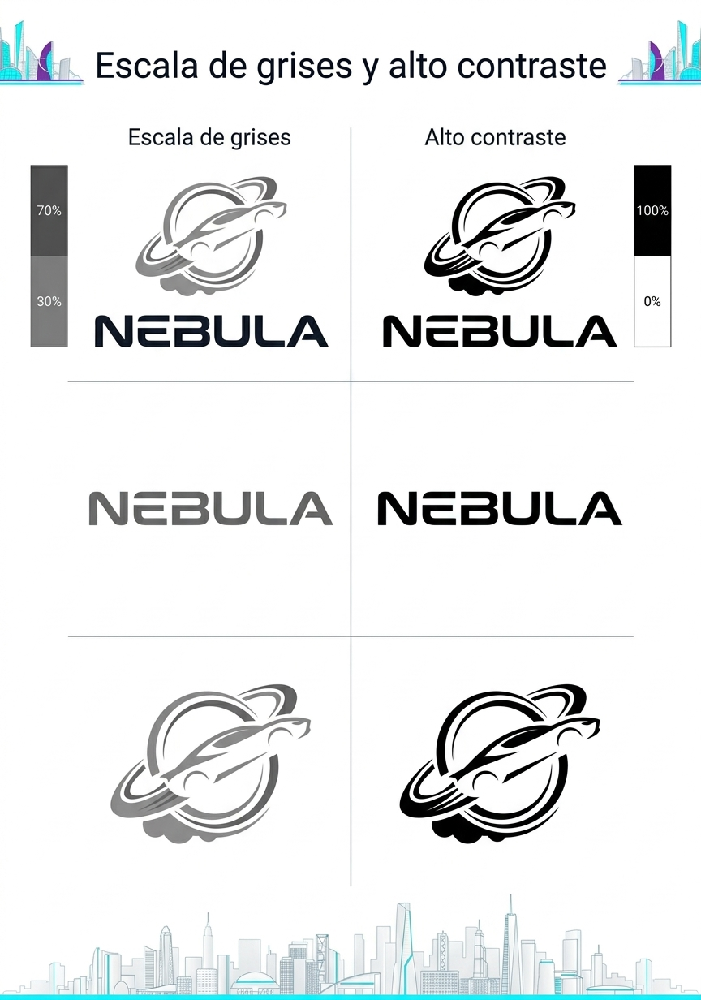 Escala de grises y alto contraste
Escala de grises
Alto contraste
70%
30%
100%
0%
NEBULA
NEBULA
NEBULA
NEBULA